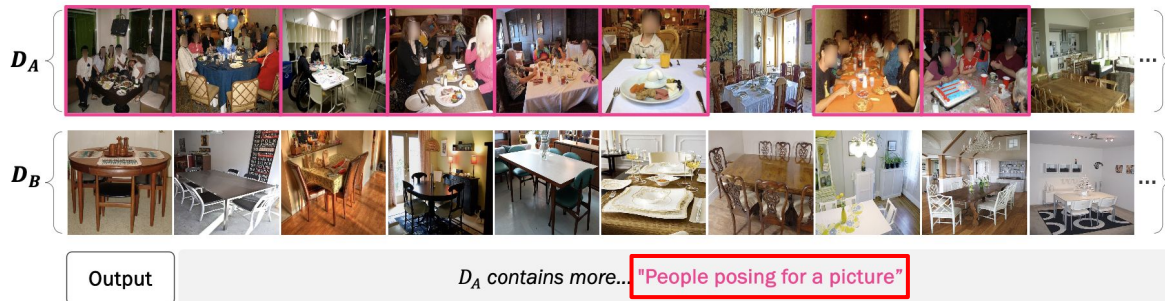 D_A
...
D_B
...
Output D_A contains more... "People posing for a picture”